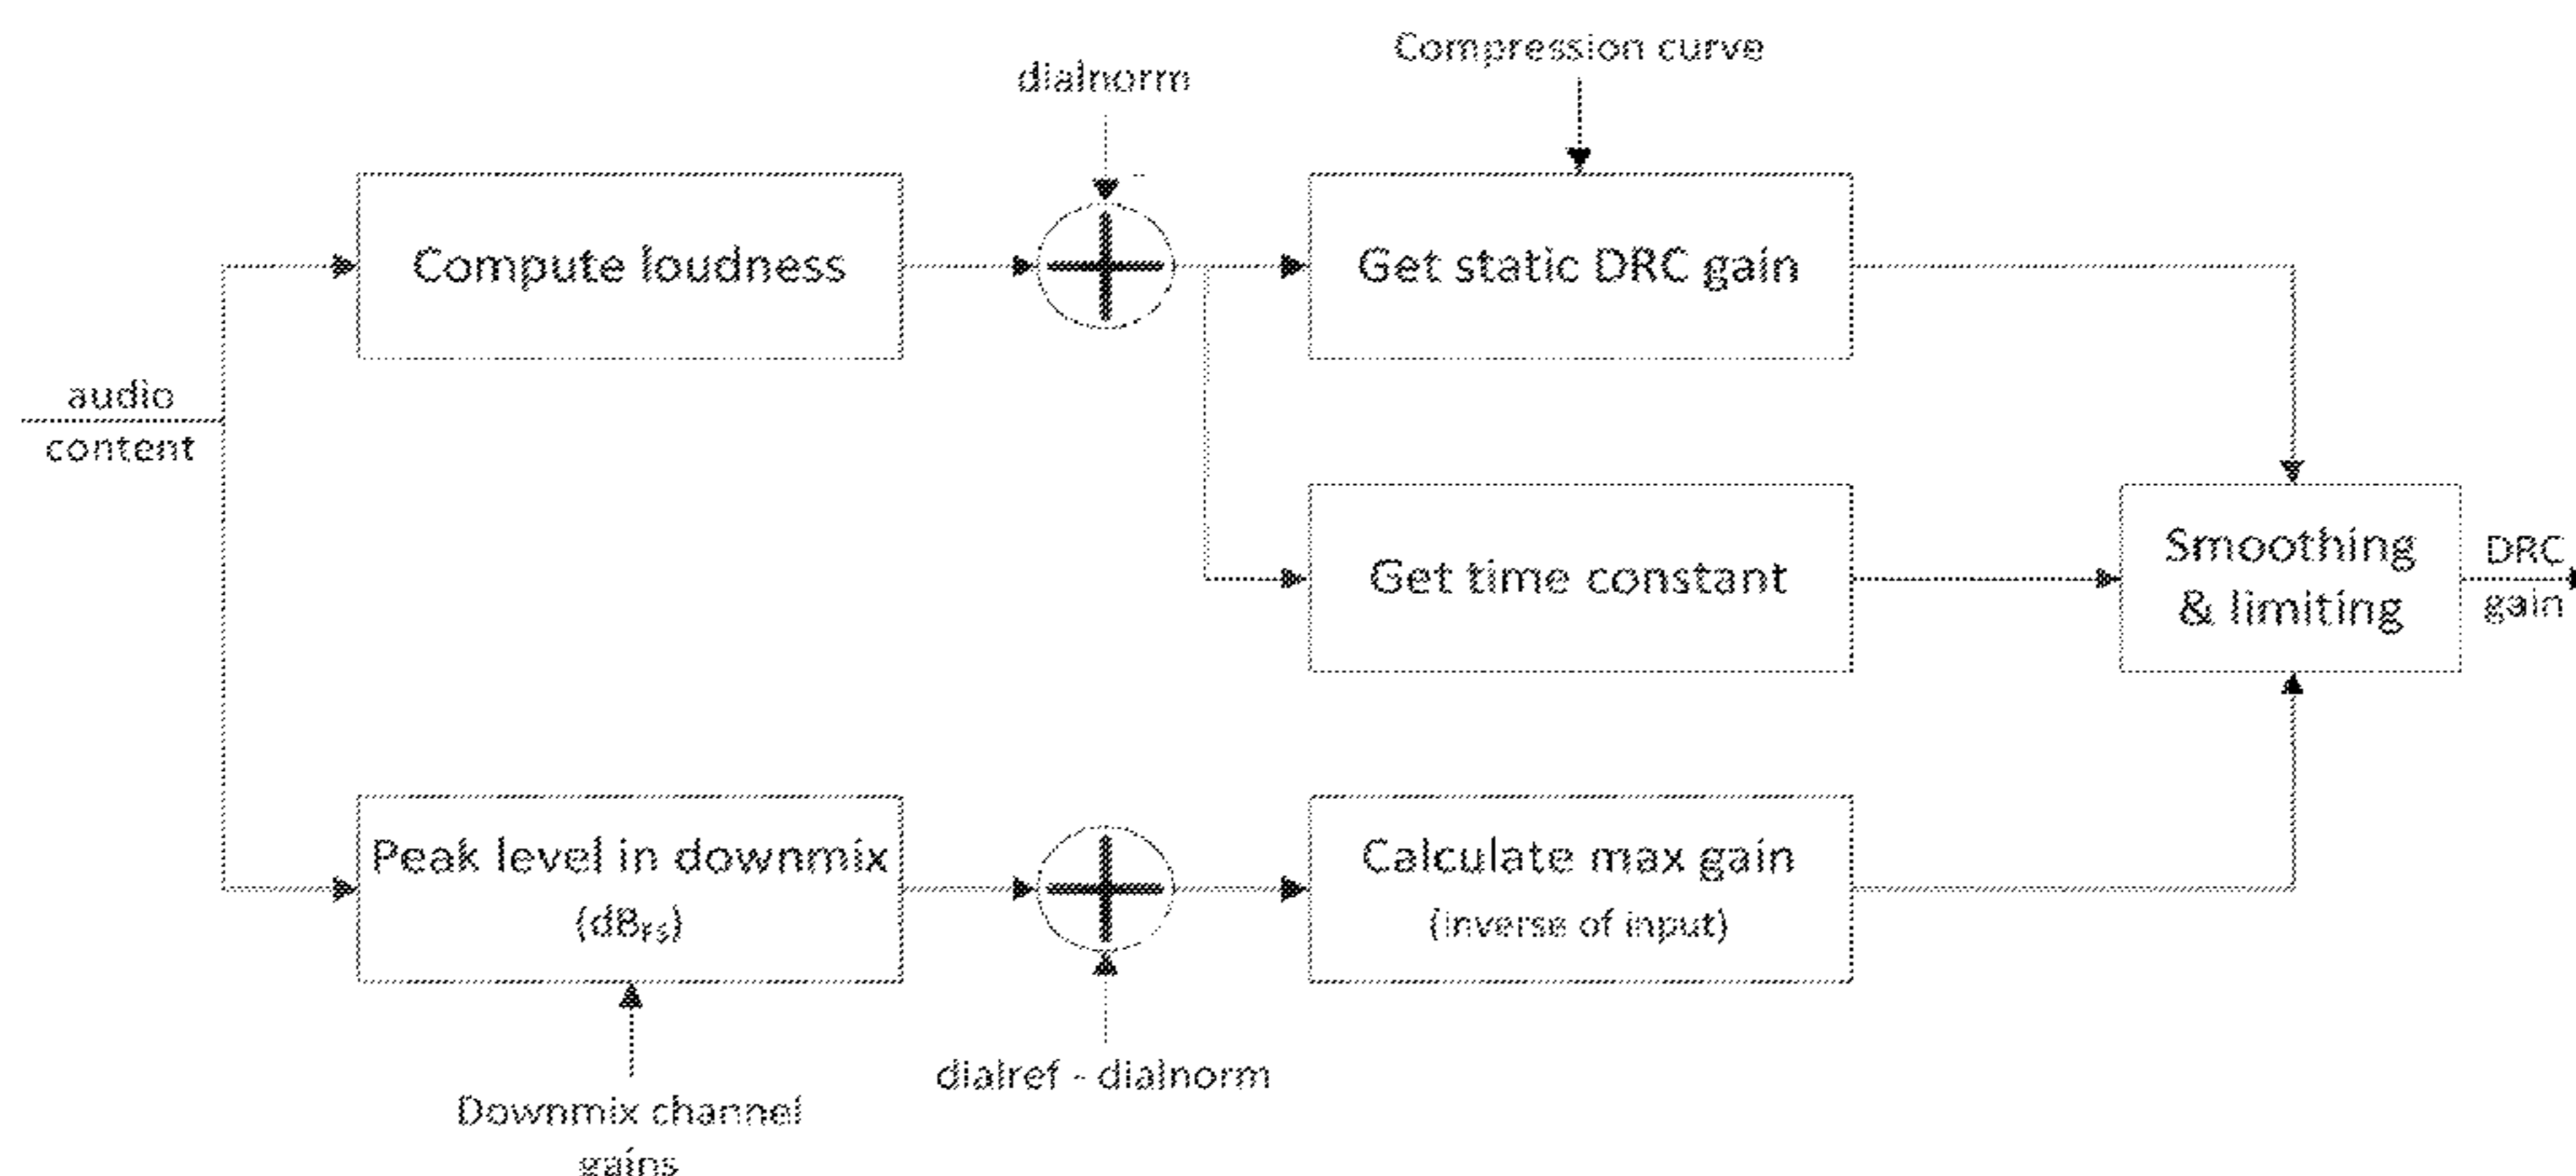 Compression curve
dialnorm
Compute loudness
Get static DRC gain
audio
content
Get time constant
Smoothing
& limiting
DRC
gain
Peak level in downmix
(dBFS)
Calculate max gain
(inverse of input)
dialref - dialnorm
Downmix channel
gains